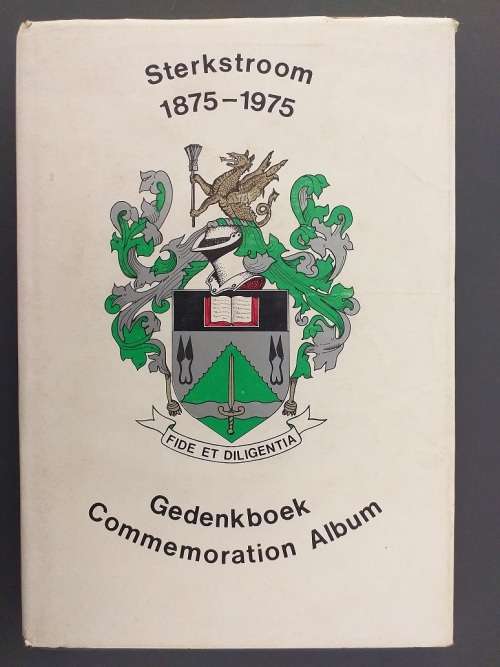 Sterkstroom
1875-1975
FIDE ET DILIGENTIA
Gedenkboek
Commemoration Album